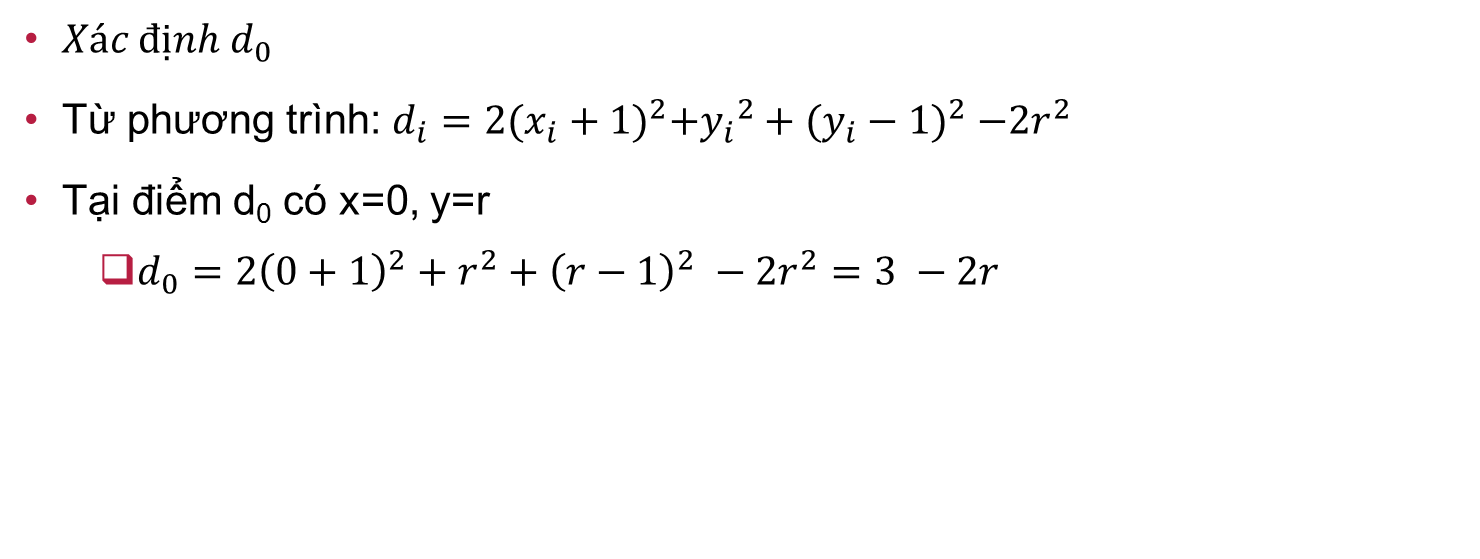 • Xác định d₀
• Từ phương trình: dᵢ = 2(xᵢ + 1)²+yᵢ² + (yᵢ − 1)² −2r²
• Tại điểm d₀ có x=0, y=r
❑d₀ = 2(0 + 1)² + r² + (r − 1)² − 2r² = 3 − 2r